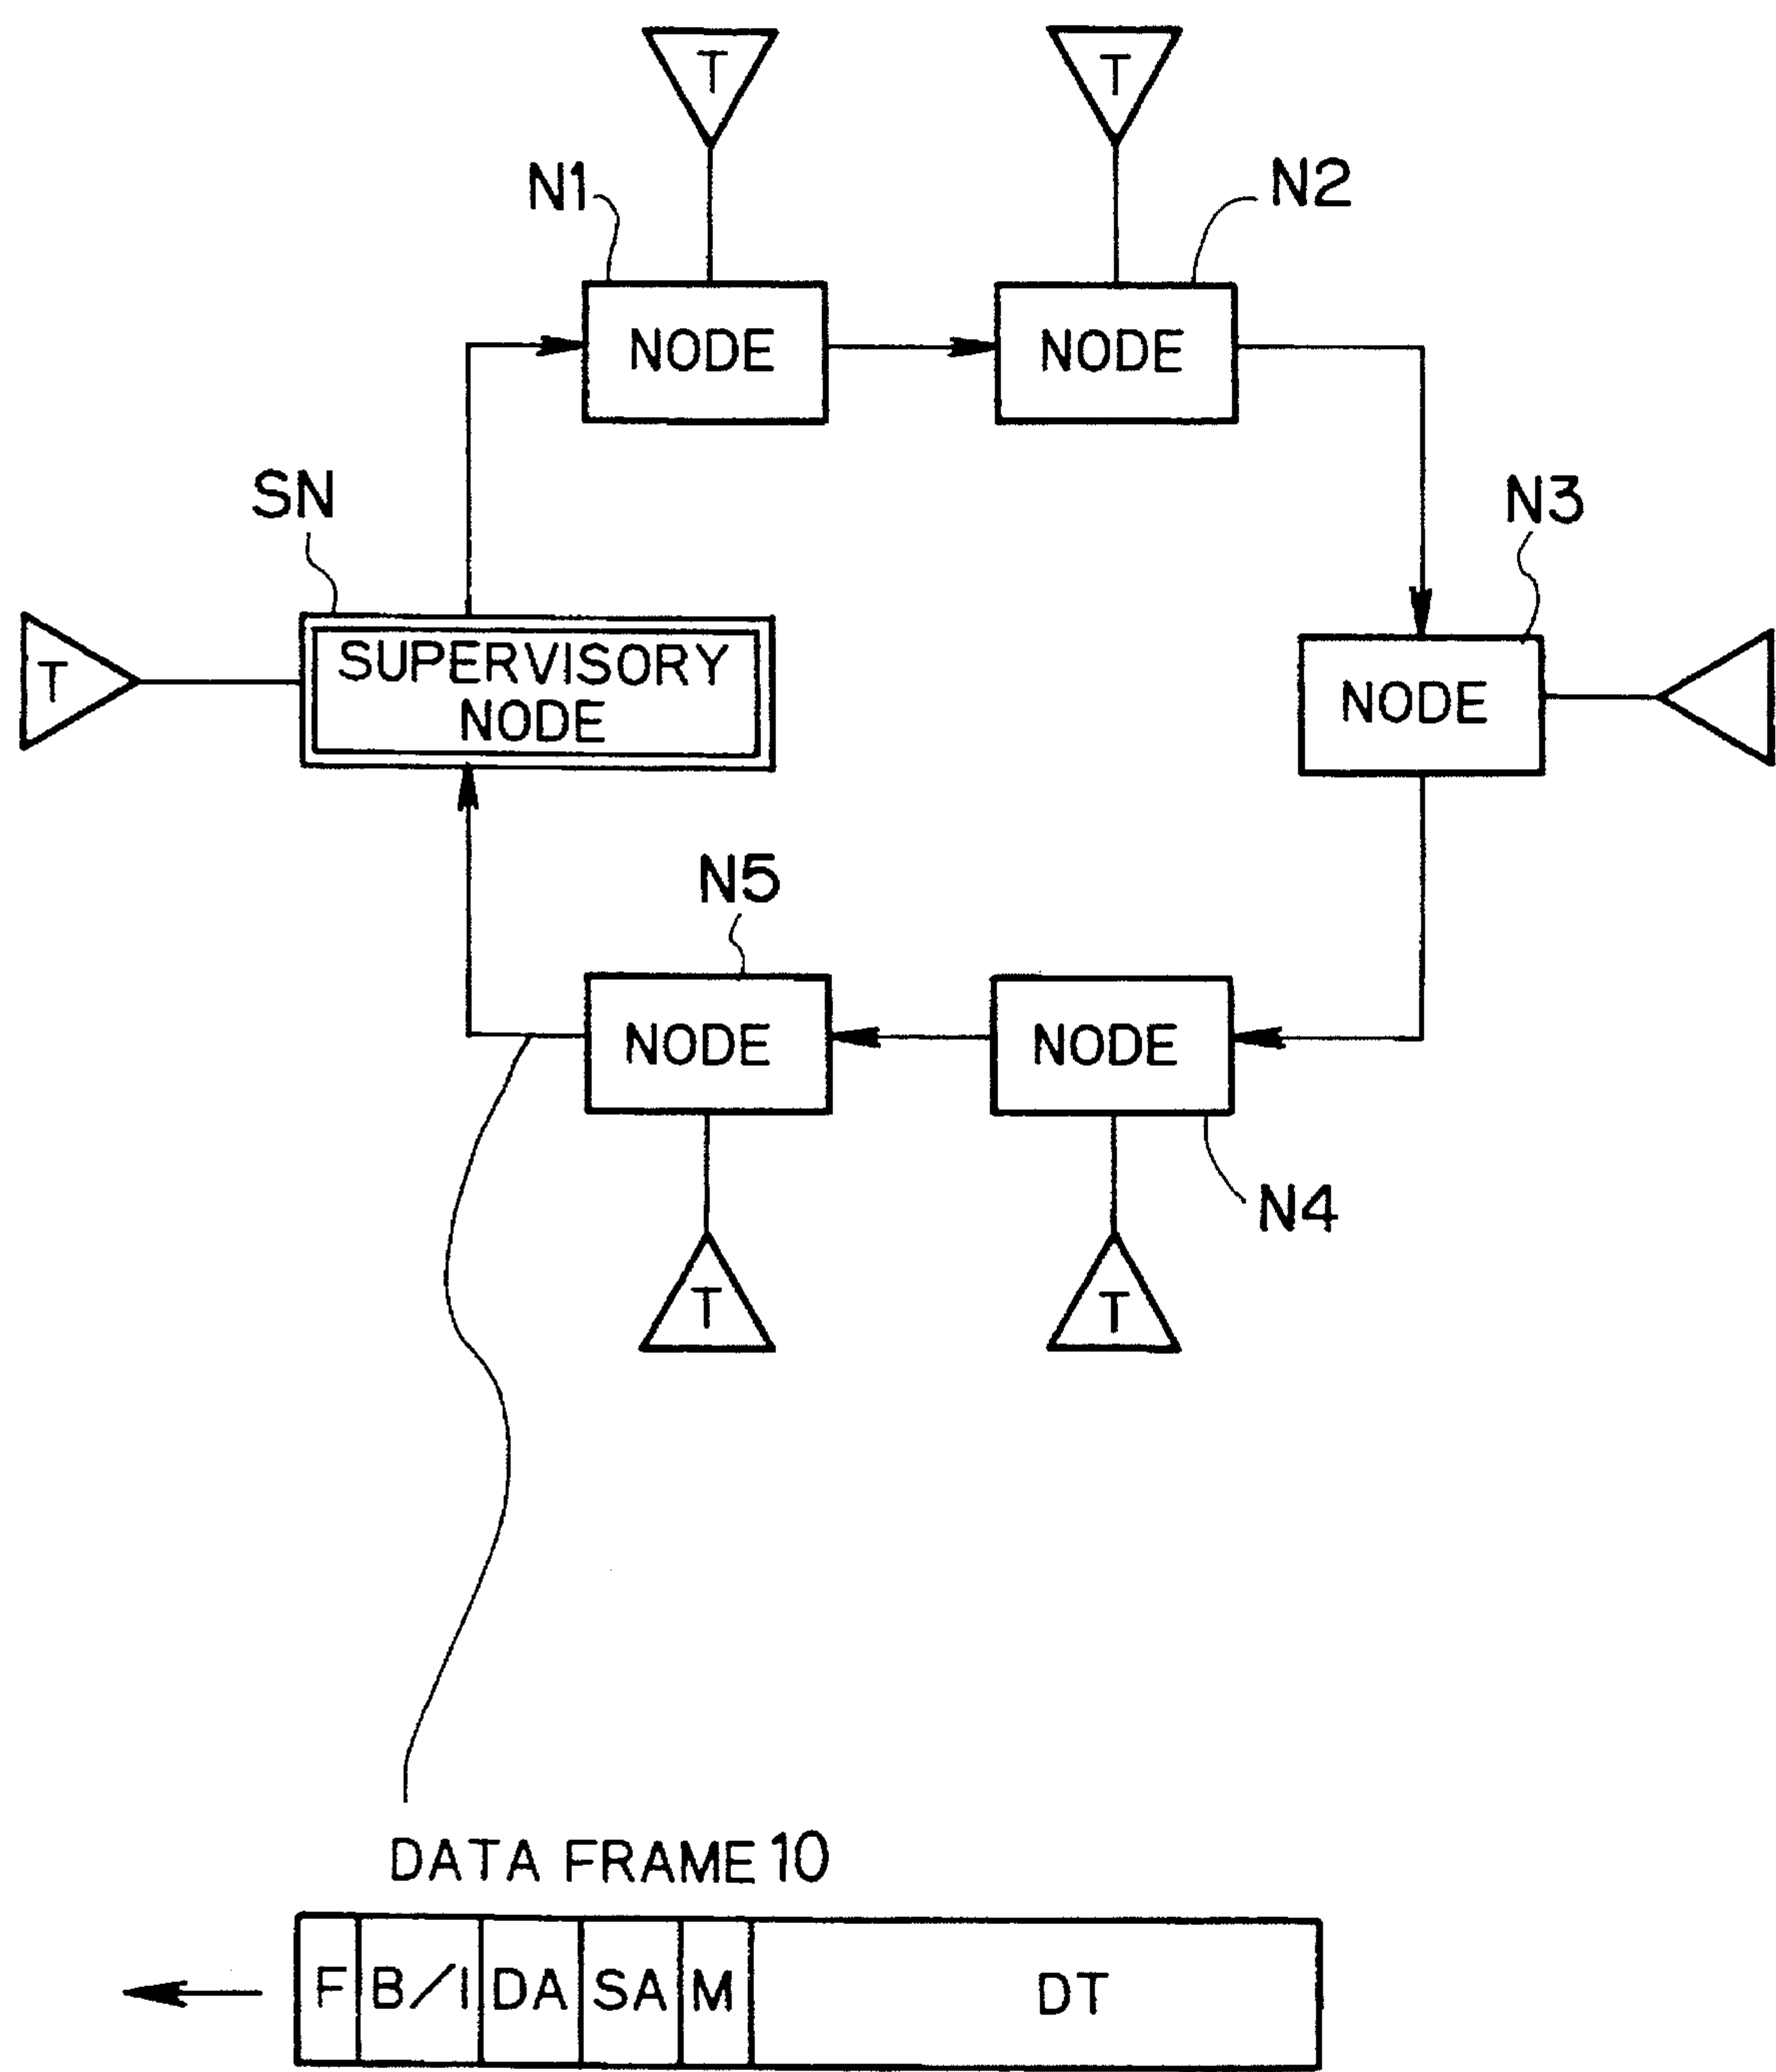 T
T
N1
N2
NODE
NODE
SN
N3
T
SUPERVISORY
NODE
NODE
N5
NODE
NODE
N4
T
T
DATA FRAME 10
F B/I DA SA M DT